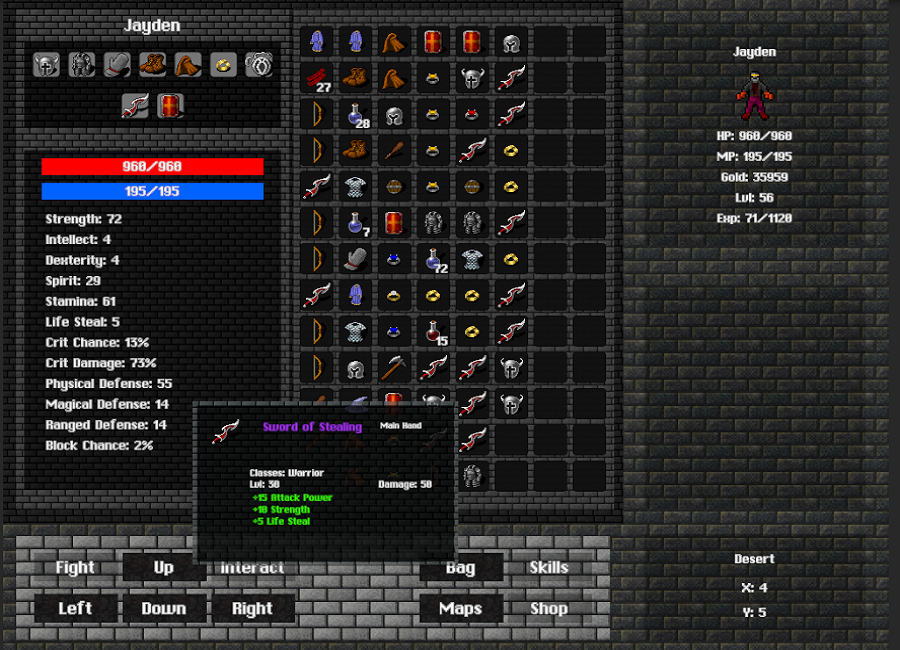 Jayden
960/960
195/195
Strength: 72
Intellect: 4
Dexterity: 4
Spirit: 29
Stamina: 61
Life Steal: 5
Crit Chance: 13%
Crit Damage: 73%
Physical Defense: 55
Magical Defense: 14
Ranged Defense: 14
Block Chance: 2%
27
28
7
72
15
Sword of Stealing
Main Hand
Classes: Warrior
Lvl: 30
Damage: 50
+15 Attack Power
+10 Strength
+5 Life Steal
Fight
Up
Interact
Bag
Skills
Left
Down
Right
Maps
Shop
Jayden
HP: 960/960
MP: 195/195
Gold: 35959
Lvl: 56
Exp: 71/1120
Desert
X: 4
Y: 5